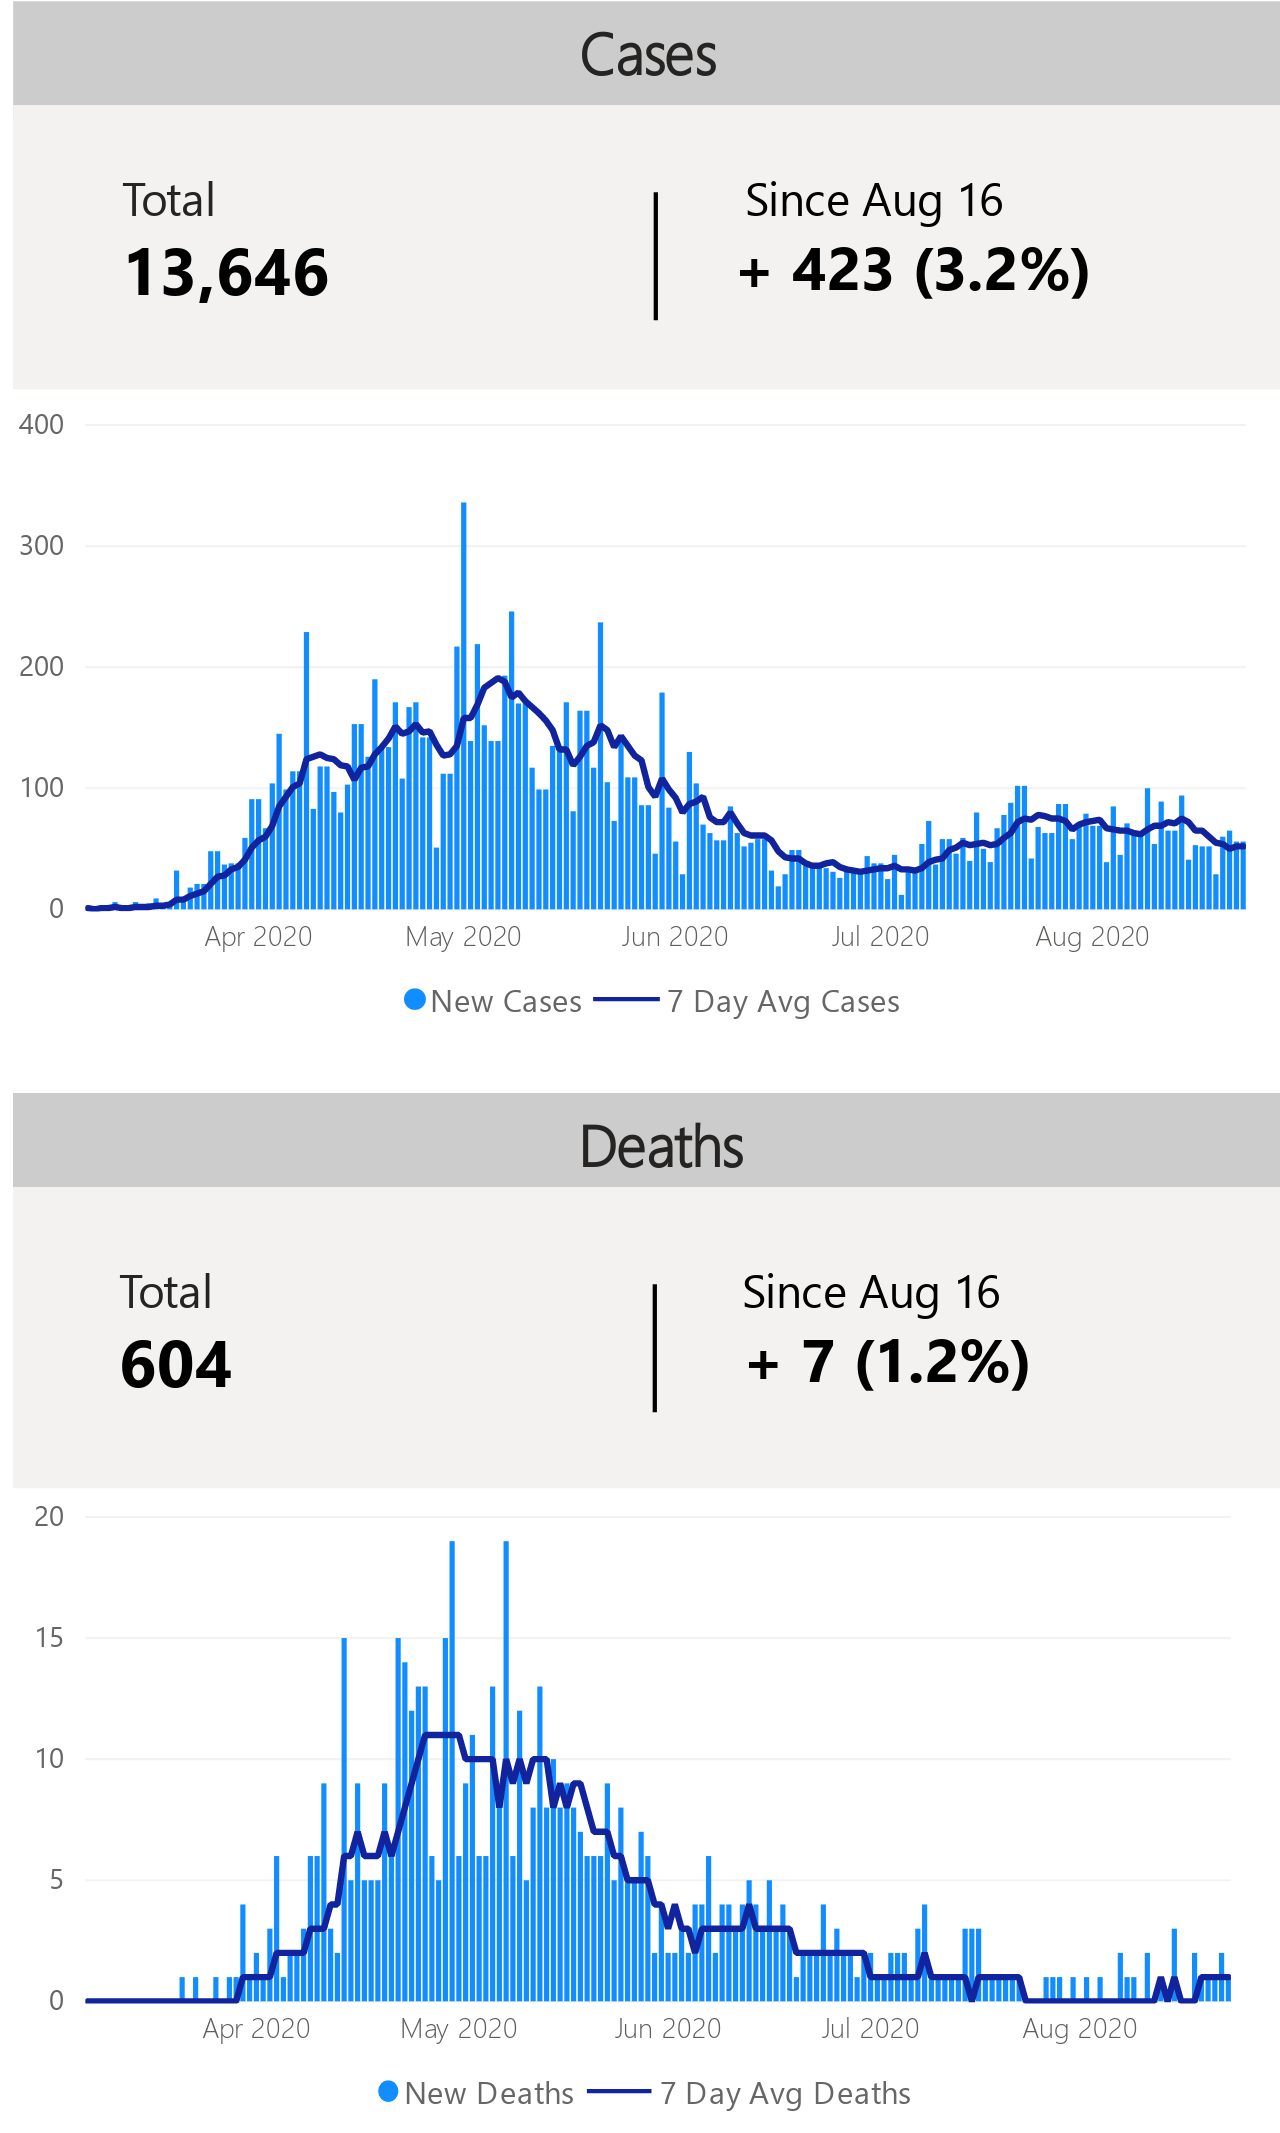 Cases
Total
Since Aug 16
13,646
+ 423 (3.2%)
400
300
200
100
0
Apr 2020
May 2020
Jun 2020
Jul 2020
Aug 2020
New Cases
7 Day Avg Cases
Deaths
Total
Since Aug 16
604
+ 7 (1.2%)
20
15
10
5
0
Apr 2020
May 2020
Jun 2020
Jul 2020
Aug 2020
New Deaths
7 Day Avg Deaths